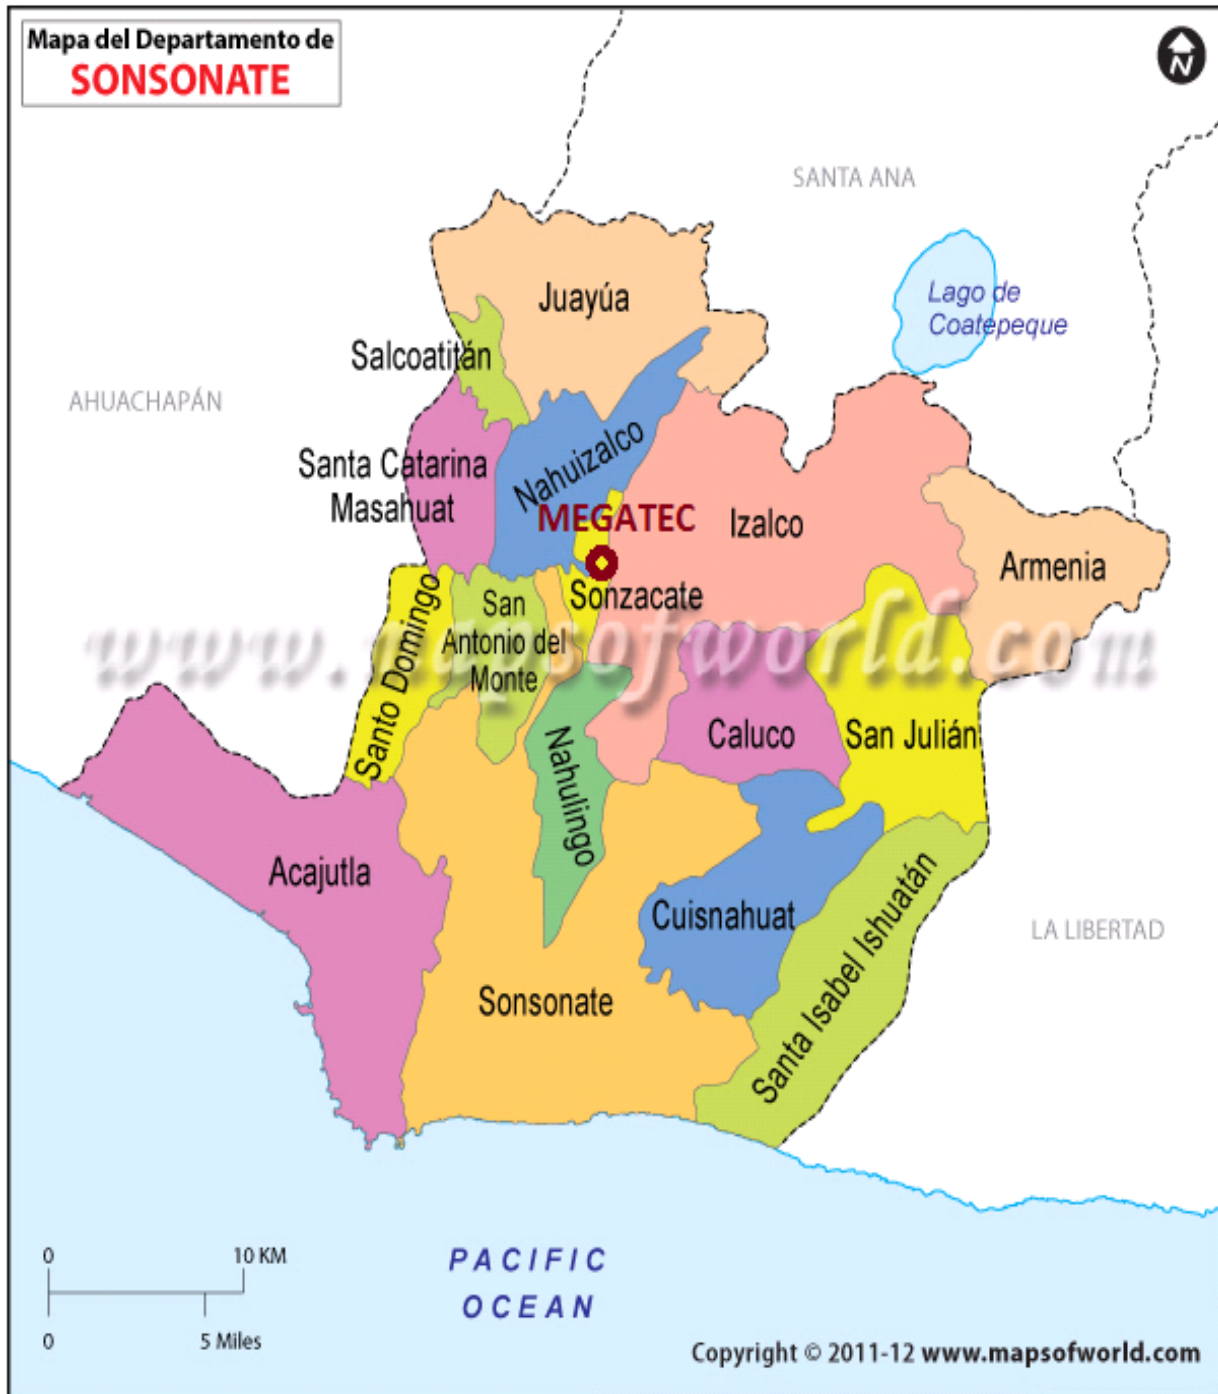 Mapa del Departamento de
SONSONATE
N
SANTA ANA
Juayúa
Lago de
Coatepeque
Salcoatitán
AHUACHAPÁN
Nahuizalco
Santa Catarina
Masahuat
MEGATEC
Izalco
Armenia
Sonzacate
San
Antonio del
Monte
Santo Domingo
www.mapsofworld.com
Caluco
San Julián
Nahulingo
Acajutla
Cuisnahuat
Santa Isabel Ishuatán
LA LIBERTAD
Sonsonate
0 10 KM
0 5 Miles
PACIFIC
OCEAN
Copyright © 2011-12 www.mapsofworld.com